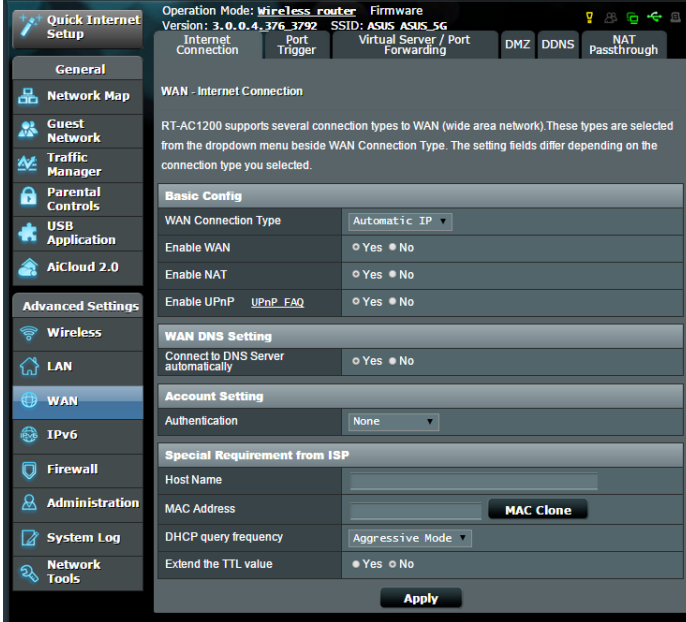 Quick Internet
Setup
General
Network Map
Guest
Network
Traffic
Manager
Parental
Controls
USB
Application
AiCloud 2.0
Advanced Settings
Wireless
LAN
WAN
IPv6
Firewall
Administration
System Log
Network
Tools
Operation Mode: Wireless router Firmware
Version: 3.0.0.4.376_3792 SSID: ASUS ASUS_5G
Internet
Connection
Port
Trigger
Virtual Server / Port
Forwarding
DMZ
DDNS
NAT
Passthrough
WAN - Internet Connection
RT-AC1200 supports several connection types to WAN (wide area network).These types are selected
from the dropdown menu beside WAN Connection Type. The setting fields differ depending on the
connection type you selected.
Basic Config
WAN Connection Type Automatic IP
Enable WAN Yes No
Enable NAT Yes No
Enable UPnP UPnP FAQ Yes No
WAN DNS Setting
Connect to DNS Server
automatically Yes No
Account Setting
Authentication None
Special Requirement from ISP
Host Name
MAC Address MAC Clone
DHCP query frequency Aggressive Mode
Extend the TTL value Yes No
Apply